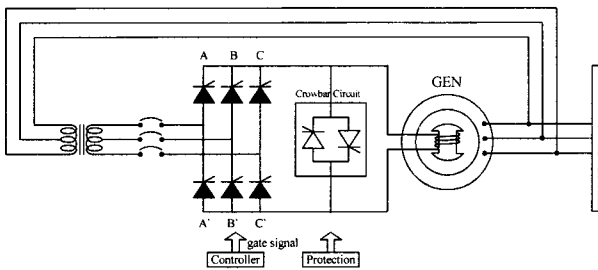 A B C
Crowbar Circuit
GEN
A' B' C'
gate signal
Controller
Protection